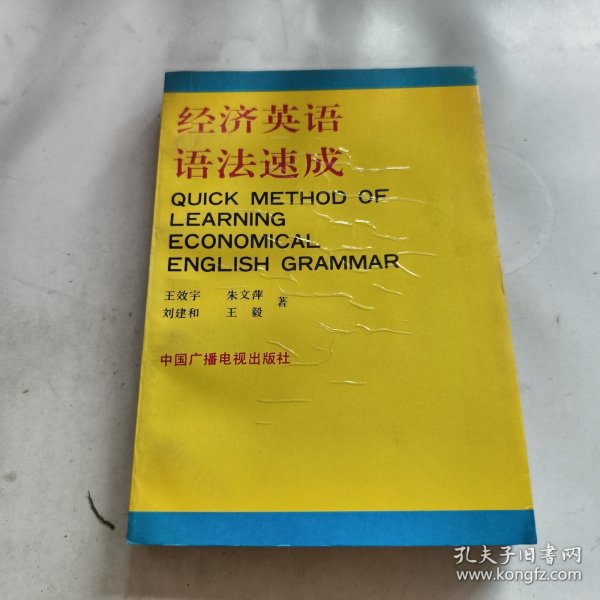 经济英语
语法速成
QUICK METHOD OF
LEARNING
ECONOMICAL
ENGLISH GRAMMAR
王效宇 朱文萍
刘建和 王毅 著
中国广播电视出版社
孔夫子旧书网
www.kongfz.com